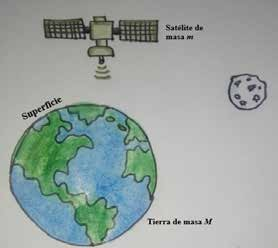 Satélite de
masa m
Superficie
Tierra de masa M